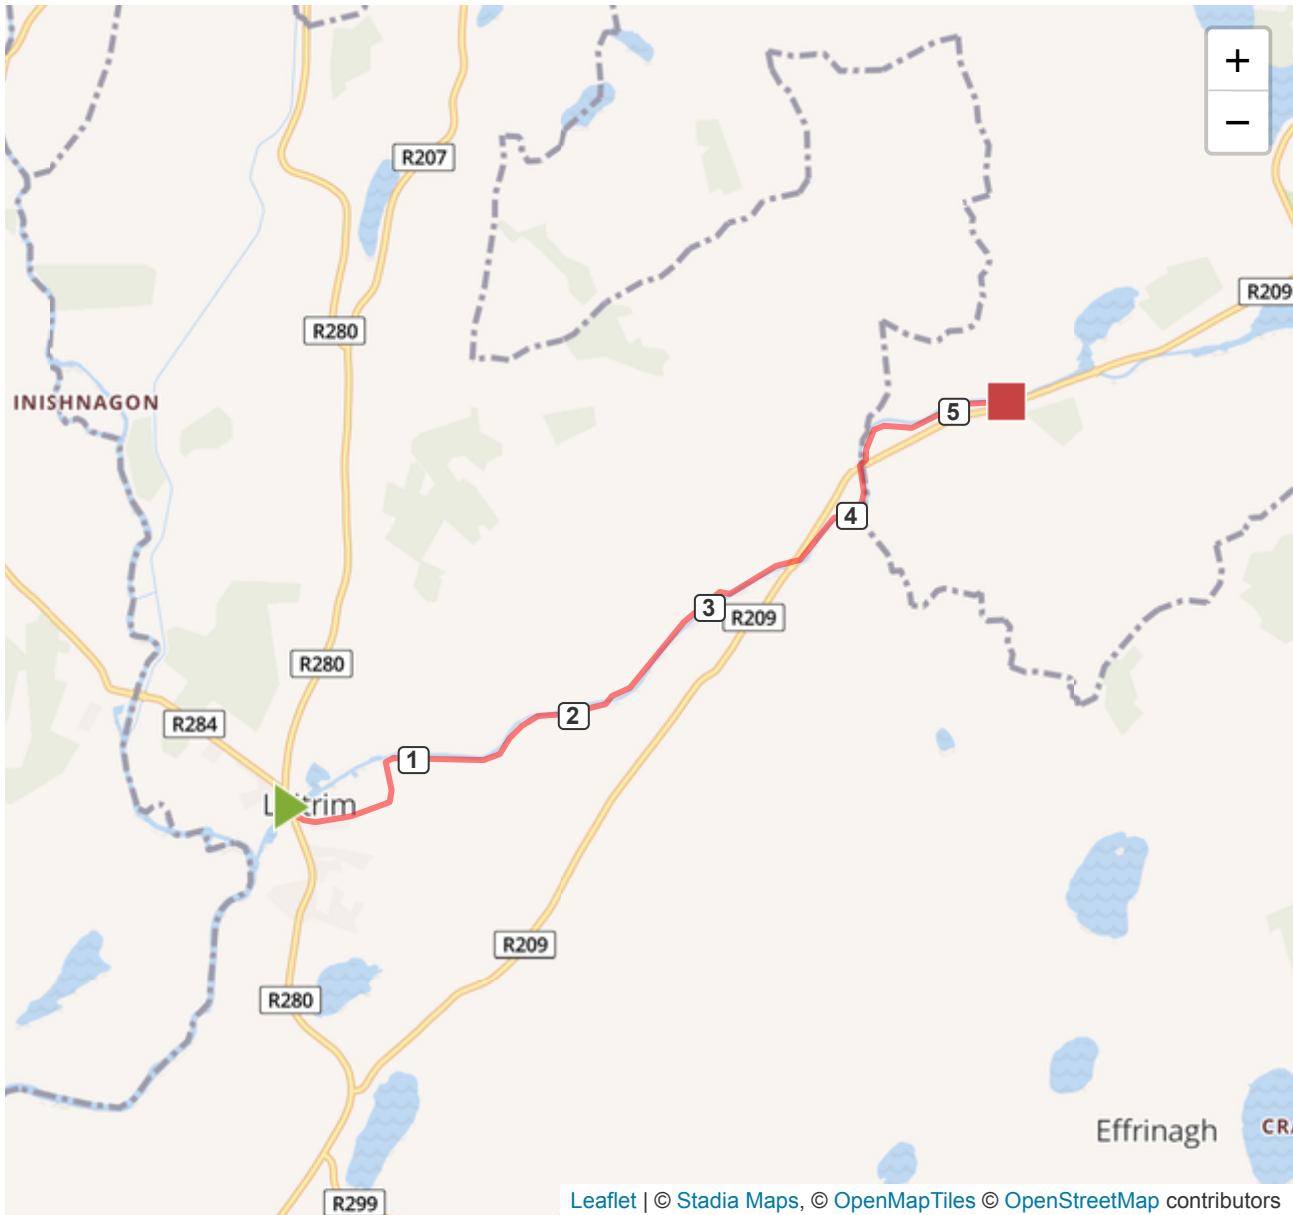 +
−
R207
R209
R280
INISHNAGON
5
4
3
R209
R280
2
R284
1
R209
R280
Effrinagh
CRA
R299
Leaflet | © Stadia Maps, © OpenMapTiles © OpenStreetMap contributors